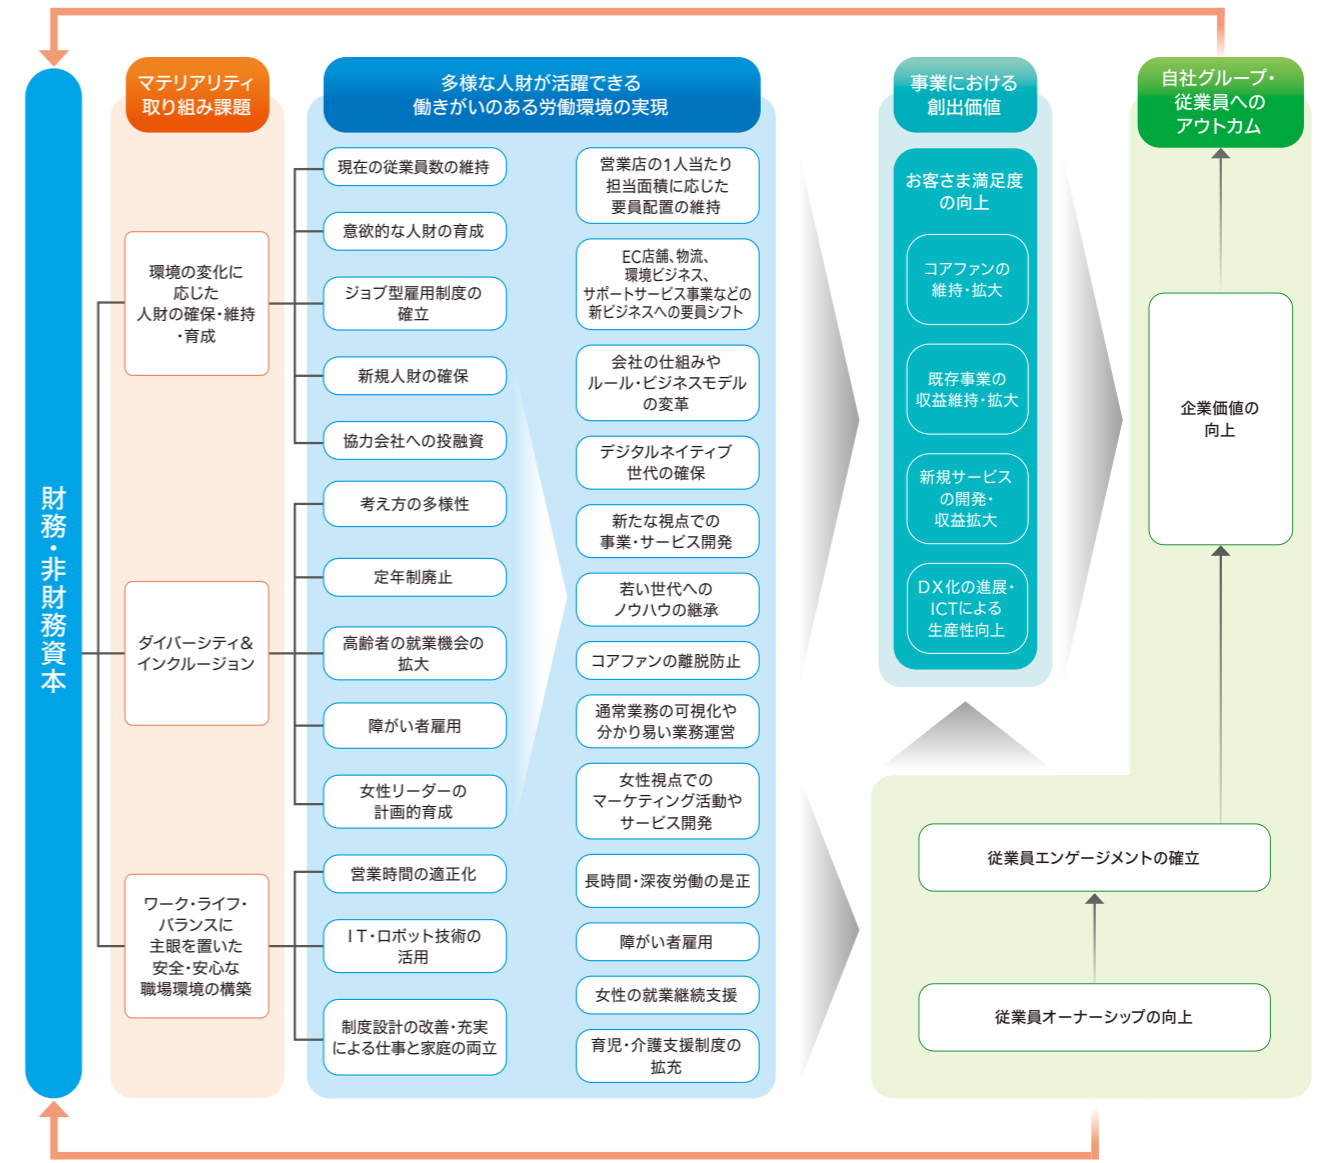 財務・非財務資本
マテリアリティ
取り組み課題
環境の変化に
応じた
人財の確保・維持
・育成
ダイバーシティ&
インクルージョン
ワーク・ライフ・
バランスに
主眼を置いた
安全・安心な
職場環境の構築
多様な人財が活躍できる
働きがいのある労働環境の実現
現在の従業員数の維持
意欲的な人財の育成
ジョブ型雇用制度の
確立
新規人財の確保
協力会社への投融資
考え方の多様性
定年制廃止
高齢者の就業機会の
拡大
障がい者雇用
女性リーダーの
計画的育成
営業時間の適正化
IT・ロボット技術の
活用
制度設計の改善・充実
による仕事と家庭の両立
営業店の1人当たり
担当面積に応じた
要員配置の維持
EC店舗、物流、
環境ビジネス、
サポートサービス事業などの
新ビジネスへの要員シフト
会社の仕組みや
ルール・ビジネスモデル
の変革
デジタルネイティブ
世代の確保
新たな視点での
事業・サービス開発
若い世代への
ノウハウの継承
コアファンの離脱防止
通常業務の可視化や
分かり易い業務運営
女性視点での
マーケティング活動や
サービス開発
長時間・深夜労働の是正
障がい者雇用
女性の就業継続支援
育児・介護支援制度の
拡充
事業における
創出価値
お客さま満足度
の向上
コアファンの
維持・拡大
既存事業の
収益維持・拡大
新規サービス
の開発・
収益拡大
DX化の進展・
ICTによる
生産性向上
自社グループ・
従業員への
アウトカム
企業価値の
向上
従業員エンゲージメントの確立
従業員オーナーシップの向上